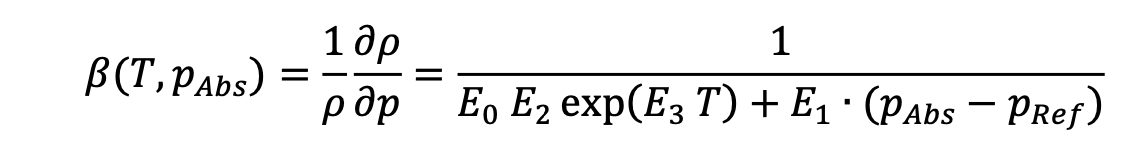 β(T, p_Abs) = 1/ρ ∂ρ/∂p = 1/(E_0 E_2 exp(E_3 T) + E_1 · (p_Abs − p_Ref))